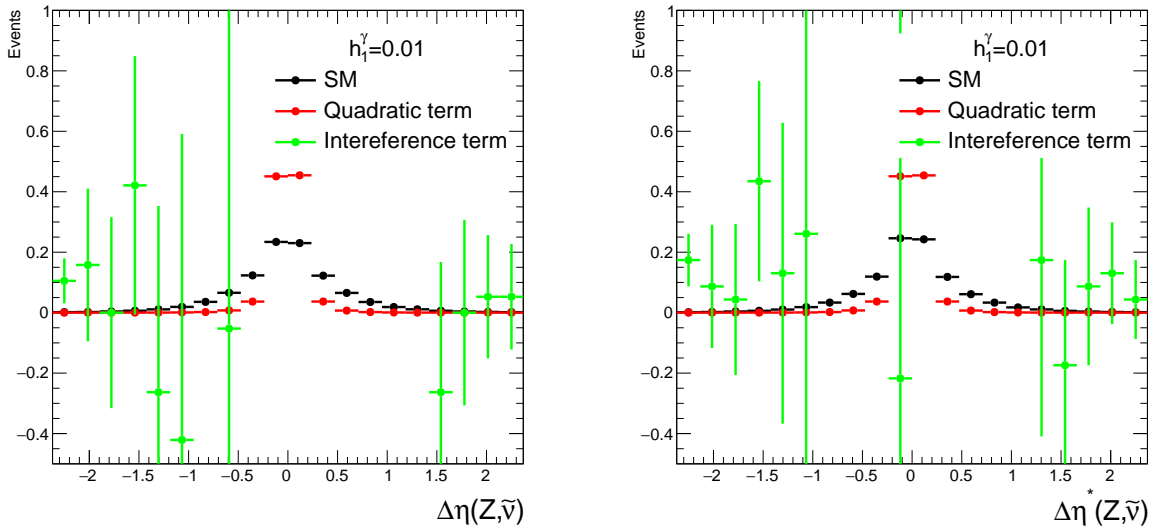 Events
1
0.8
0.6
0.4
0.2
0
−0.2
−0.4
h₁ᵞ=0.01
SM
Quadratic term
Intereference term
−2 −1.5 −1 −0.5 0 0.5 1 1.5 2
Δη(Z,ν̃)
Events
1
0.8
0.6
0.4
0.2
0
−0.2
−0.4
h₁ᵞ=0.01
SM
Quadratic term
Intereference term
−2 −1.5 −1 −0.5 0 0.5 1 1.5 2
Δη*(Z,ν̃)